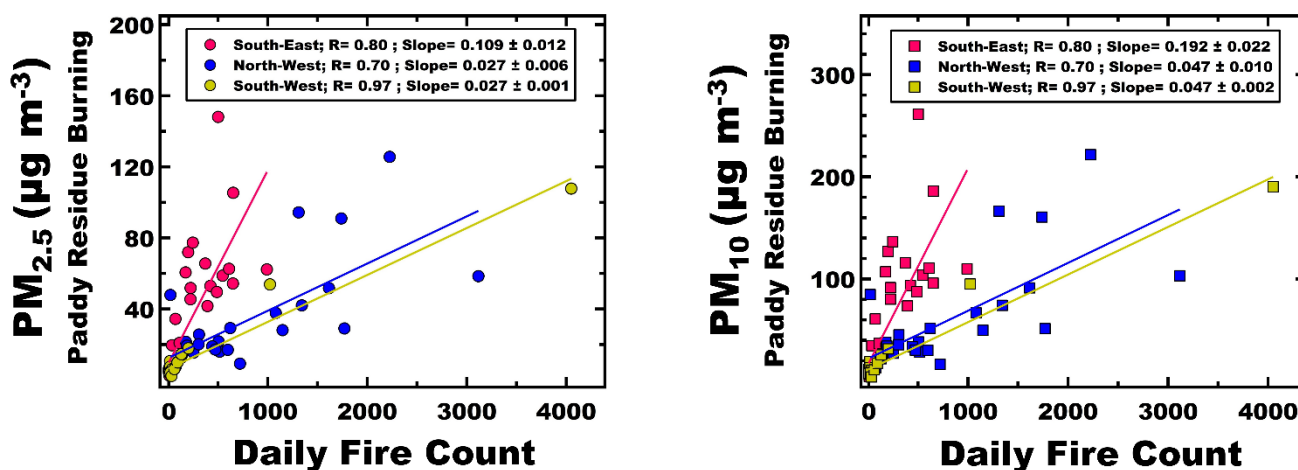 PM2.5 (µg m-3)
Paddy Residue Burning
200
160
120
80
40
0
South-East; R= 0.80 ; Slope= 0.109 ± 0.012
North-West; R= 0.70 ; Slope= 0.027 ± 0.006
South-West; R= 0.97 ; Slope= 0.027 ± 0.001
0 1000 2000 3000 4000
Daily Fire Count
PM10 (µg m-3)
Paddy Residue Burning
300
200
100
0
South-East; R= 0.80 ; Slope= 0.192 ± 0.022
North-West; R= 0.70 ; Slope= 0.047 ± 0.010
South-West; R= 0.97 ; Slope= 0.047 ± 0.002
0 1000 2000 3000 4000
Daily Fire Count